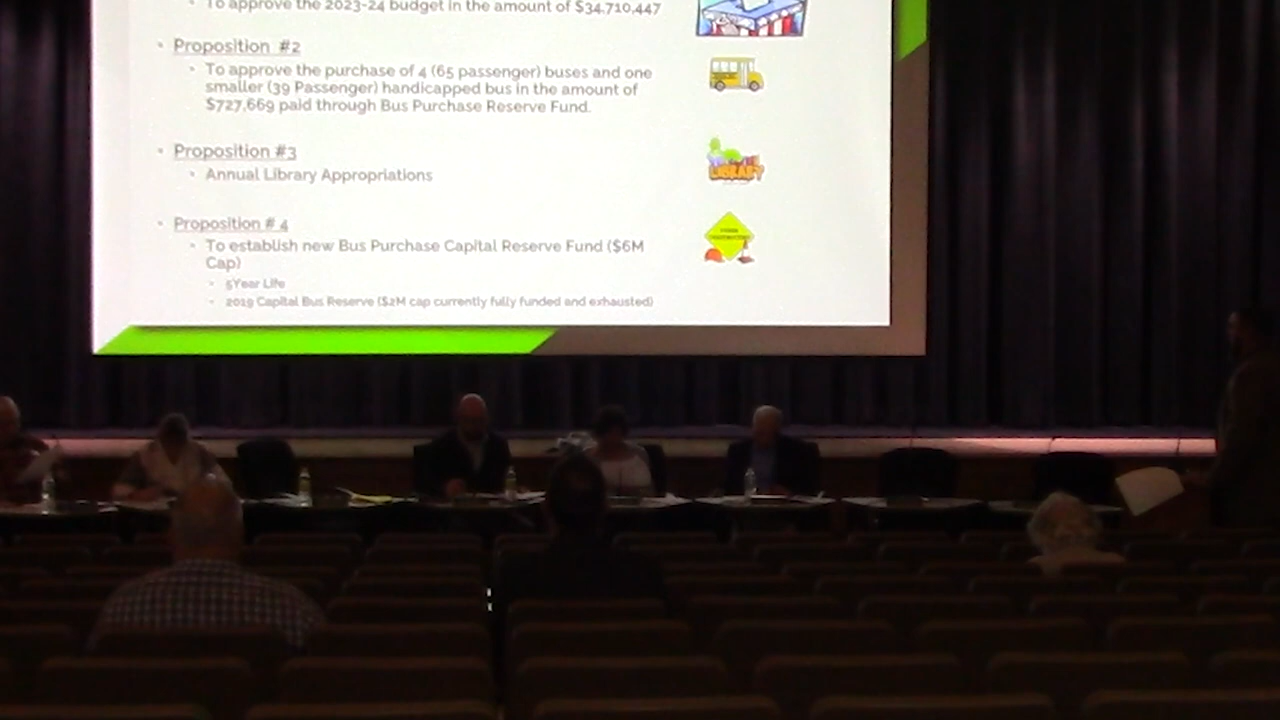 To approve the 2023-24 budget in the amount of $34,710,447
Proposition #2
To approve the purchase of 4 (65 passenger) buses and one
smaller (39 Passenger) handicapped bus in the amount of
$727,669 paid through Bus Purchase Reserve Fund.
Proposition #3
Annual Library Appropriations
LIBRARY
Proposition # 4
To establish new Bus Purchase Capital Reserve Fund ($6M
Cap)
5Year Life
2019 Capital Bus Reserve ($2M cap currently fully funded and exhausted)